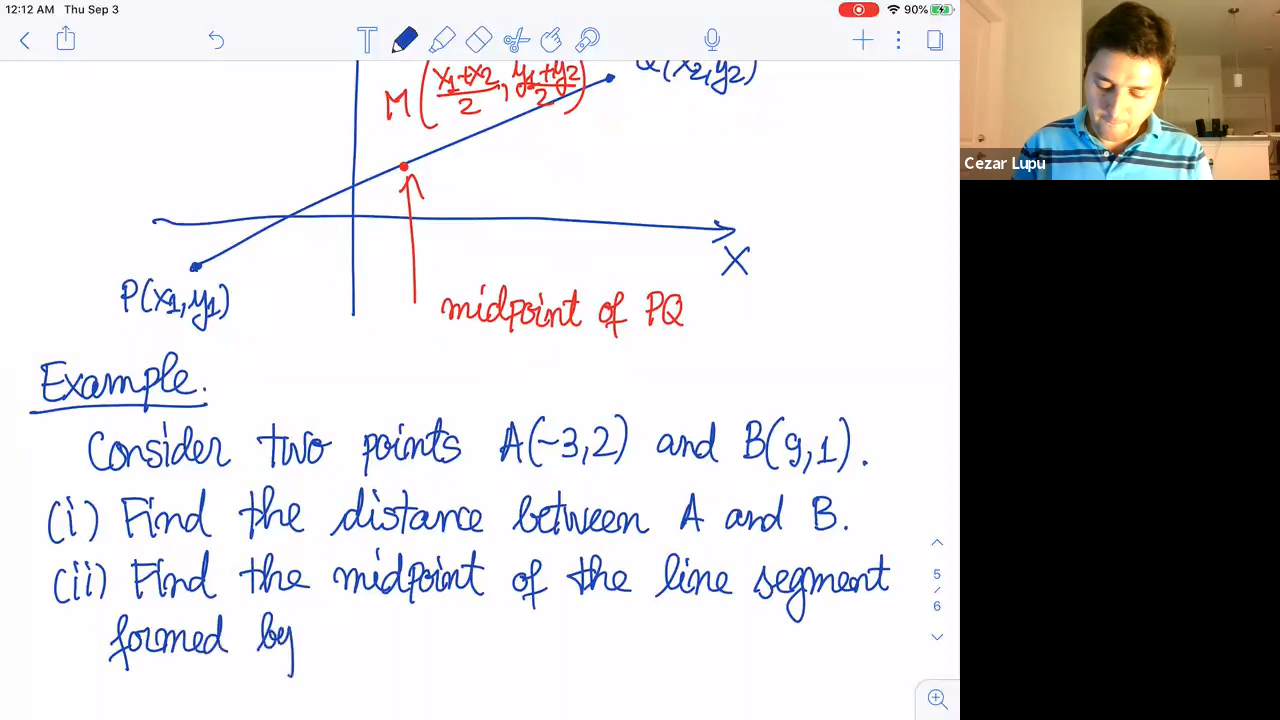 12:12 AM Thu Sep 3
90%
M(x1+x2/2, y1+y2/2)
Q(x2,y2)
P(x1,y1)
X
midpoint of PQ
Example.
Consider two points A(-3,2) and B(9,1).
(i) Find the distance between A and B.
(ii) Find the midpoint of the line segment
formed by
5
/
6
Cezar Lupu